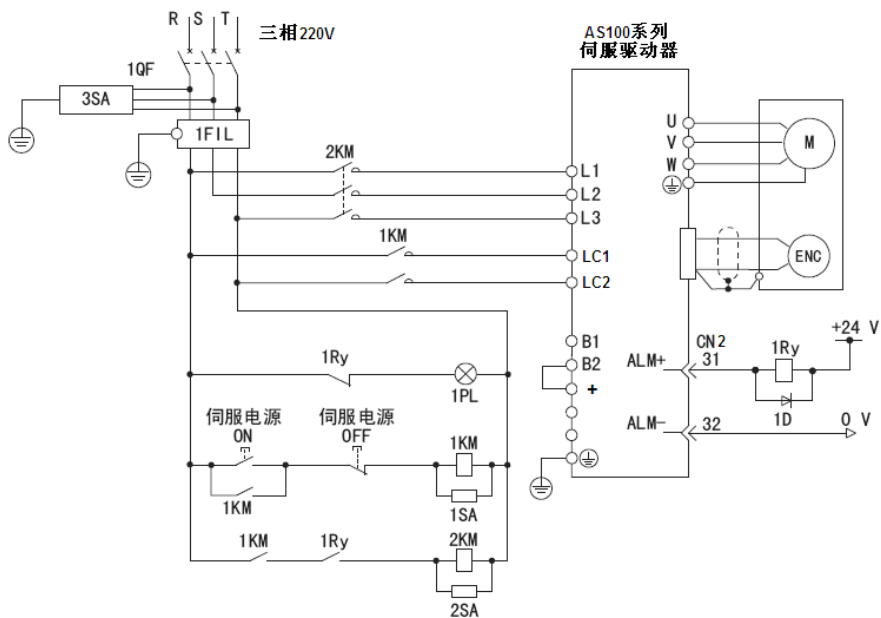 R S T
三相220V
AS100系列
伺服驱动器
1QF
3SA
1FIL
U
V
W
M
2KM
L1
L2
L3
1KM
LC1
LC2
ENC
B1
B2
+
CN2
+24 V
ALM+
31
1Ry
1D
ALM-
32
0 V
1Ry
1PL
伺服电源
ON
伺服电源
OFF
1KM
1KM
1SA
1KM
1Ry
2KM
2SA